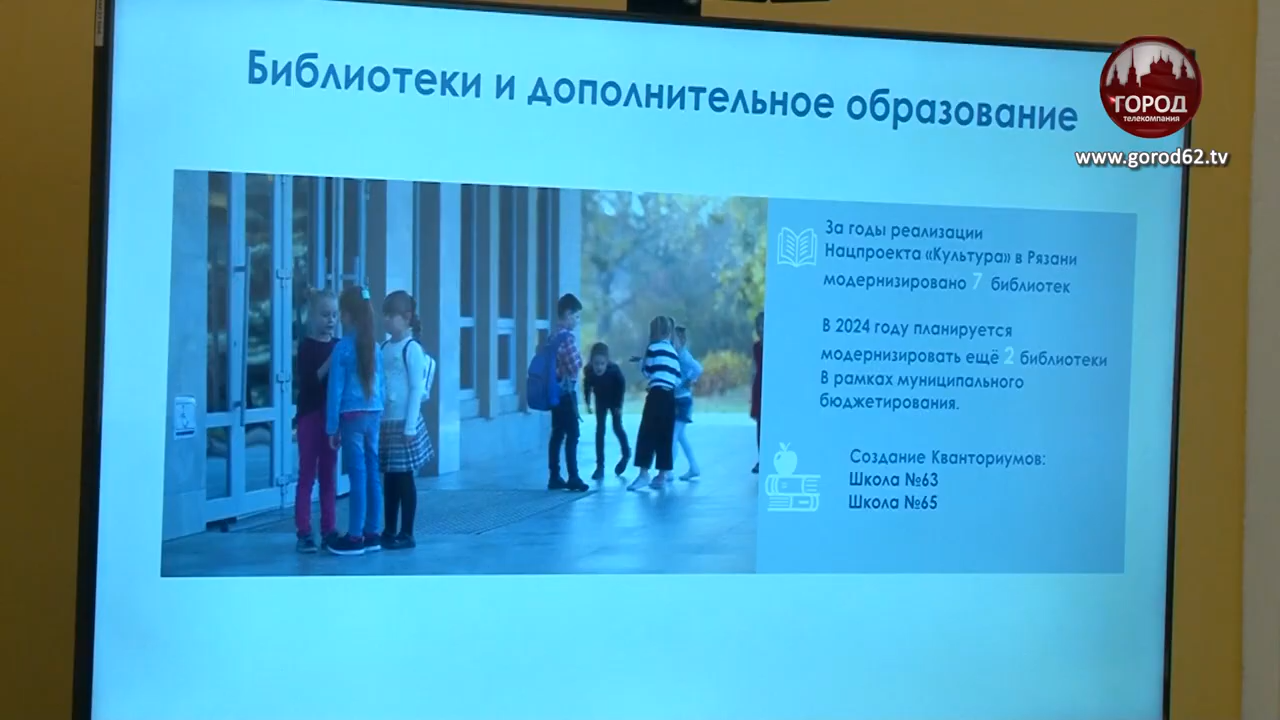 Библиотеки и дополнительное образование
ГОРОД
телекомпания
www.gorod62.tv
За годы реализации
Нацпроекта «Культура» в Рязани
модернизировано 7 библиотек
В 2024 году планируется
модернизировать ещё 2 библиотеки
В рамках муниципального
бюджетирования.
Создание Кванториумов:
Школа №63
Школа №65